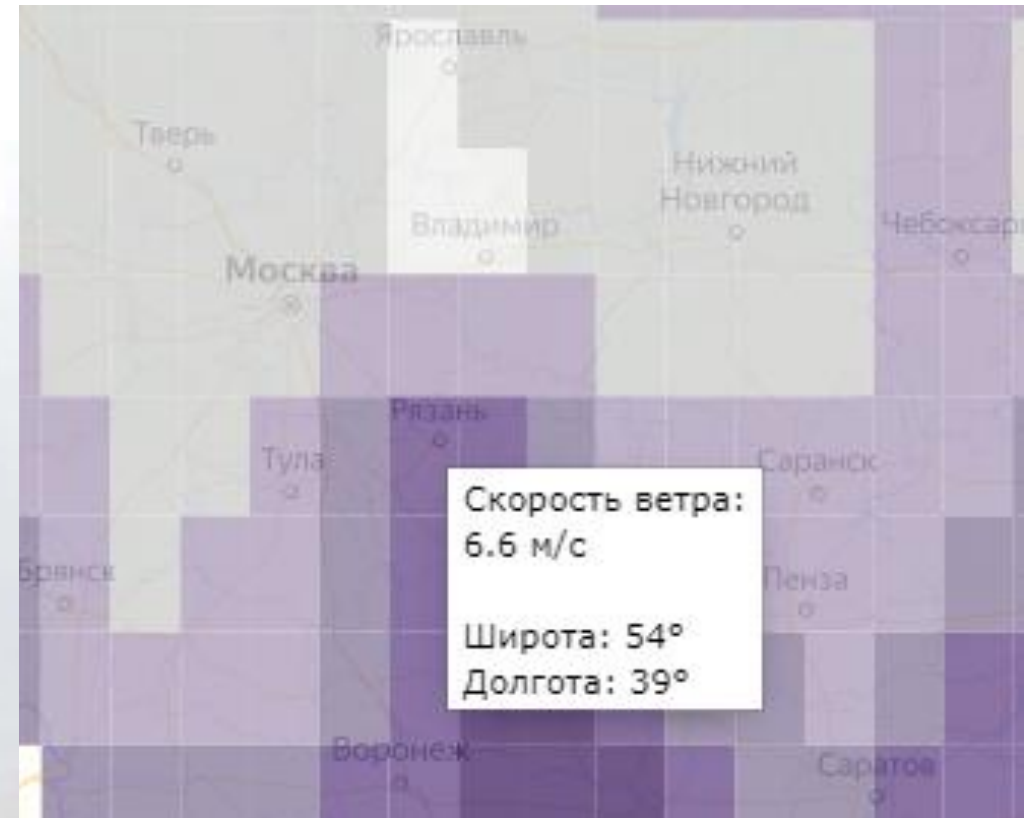 Ярославль
Тверь
Нижний
Новгород
Владимир
Чебоксар
Москва
Рязань
Тула
Саранск
Скорость ветра:
6.6 м/с
Брянск
Пенза
Широта: 54°
Долгота: 39°
Воронеж
Саратов